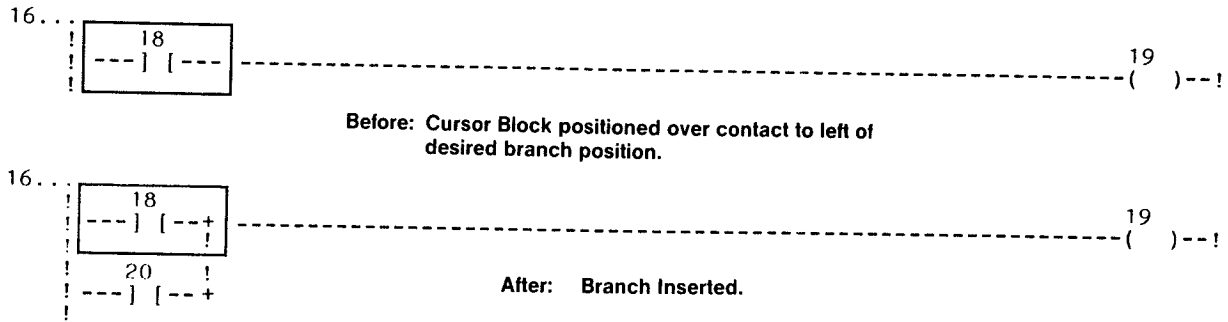 16...
! 18
! ---] [--- ------------------------------------------------------------ 19
! -( )--!
Before: Cursor Block positioned over contact to left of
desired branch position.
16...
! 18
! ---] [--+ ------------------------------------------------------------ 19
! ! -( )--!
! 20 !
! ---] [--+
!
After: Branch Inserted.